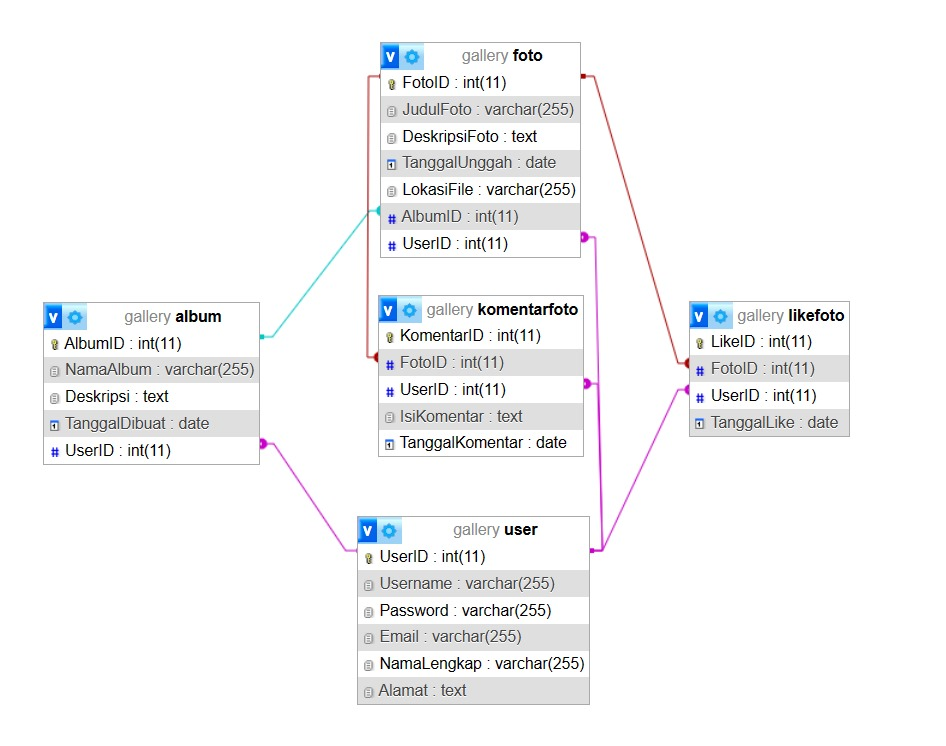 gallery foto
FotoID : int(11)
JudulFoto : varchar(255)
DeskripsiFoto : text
TanggalUnggah : date
LokasiFile : varchar(255)
AlbumID : int(11)
UserID : int(11)
gallery album
AlbumID : int(11)
NamaAlbum : varchar(255)
Deskripsi : text
TanggalDibuat : date
UserID : int(11)
gallery komentarfoto
KomentarID : int(11)
FotoID : int(11)
UserID : int(11)
IsiKomentar : text
TanggalKomentar : date
gallery likefoto
LikeID : int(11)
FotoID : int(11)
UserID : int(11)
TanggalLike : date
gallery user
UserID : int(11)
Username : varchar(255)
Password : varchar(255)
Email : varchar(255)
NamaLengkap : varchar(255)
Alamat : text